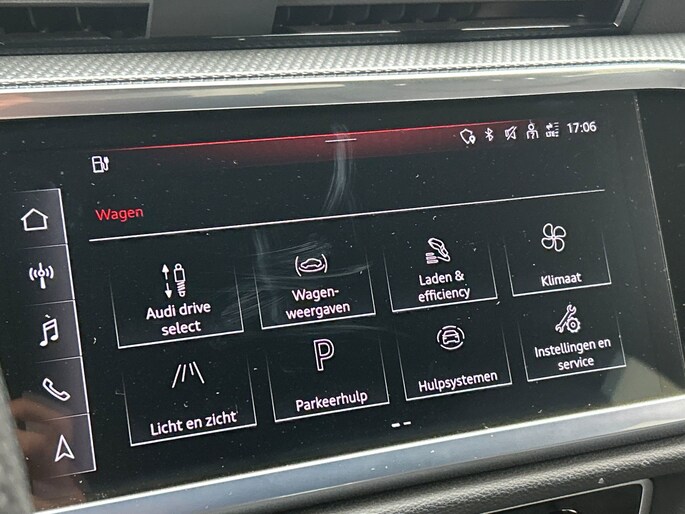 17:06
Wagen
Audi drive
select
Wagen-
weergaven
Laden &
efficiency
Klimaat
Licht en zicht
P
Parkeerhulp
Hulpsystemen
Instellingen en
service